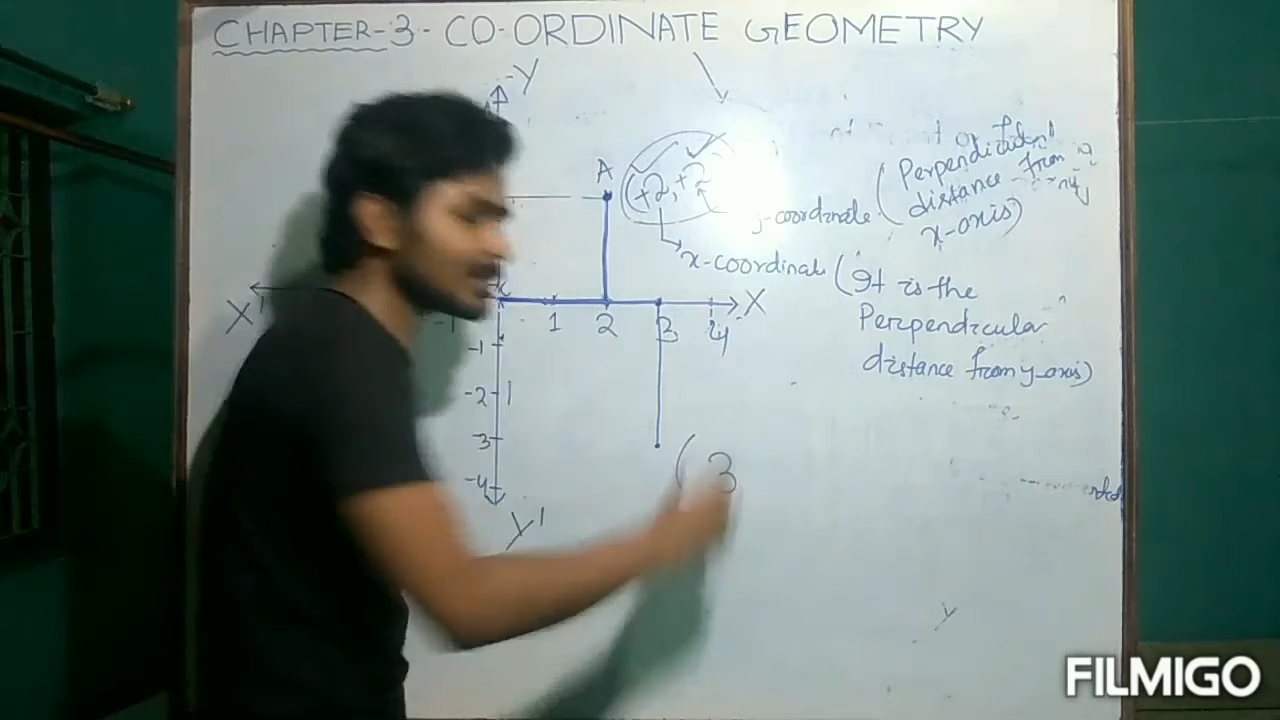 CHAPTER-3- CO-ORDINATE GEOMETRY
Y
A
(+2,+2
y-coordinate (Perpendicular
distance from
x-axis)
x-coordinate (It is the
Perpendicular
distance from y-axis)
X' -1 1 2 3 4 X
-1
-2
-3
-4
(3
Y'
FILMIGO